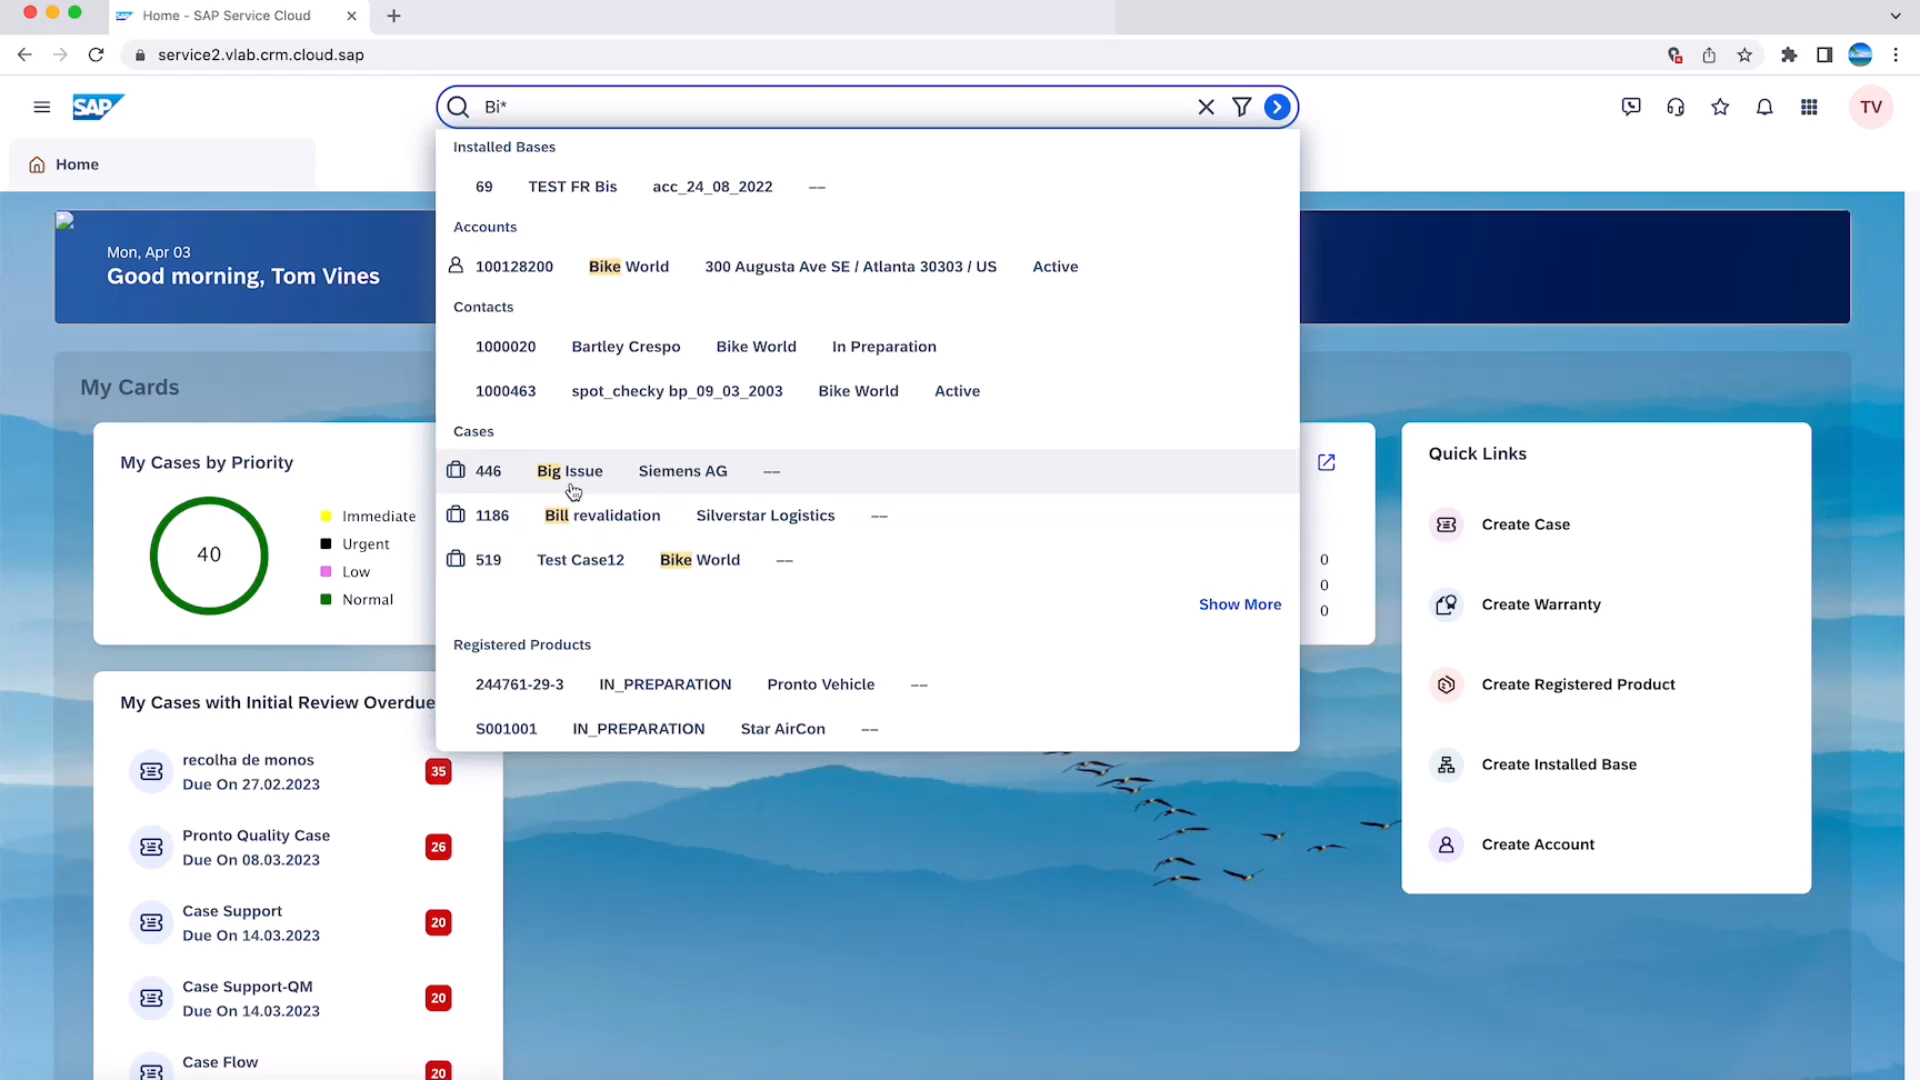 Home - SAP Service Cloud
service2.vlab.crm.cloud.sap
SAP
Bi*
TV
Home
Installed Bases
69 TEST FR Bis acc_24_08_2022 ––
Accounts
100128200 Bike World 300 Augusta Ave SE / Atlanta 30303 / US Active
Contacts
1000020 Bartley Crespo Bike World In Preparation
1000463 spot_checky bp_09_03_2003 Bike World Active
Cases
446 Big Issue Siemens AG ––
1186 Bill revalidation Silverstar Logistics ––
519 Test Case12 Bike World ––
Show More
Registered Products
244761-29-3 IN_PREPARATION Pronto Vehicle ––
S001001 IN_PREPARATION Star AirCon ––
Mon, Apr 03
Good morning, Tom Vines
My Cards
My Cases by Priority
40
Immediate
Urgent
Low
Normal
0
0
0
My Cases with Initial Review Overdue
recolha de monos
Due On 27.02.2023
35
Pronto Quality Case
Due On 08.03.2023
26
Case Support
Due On 14.03.2023
20
Case Support-QM
Due On 14.03.2023
20
Case Flow
20
Quick Links
Create Case
Create Warranty
Create Registered Product
Create Installed Base
Create Account